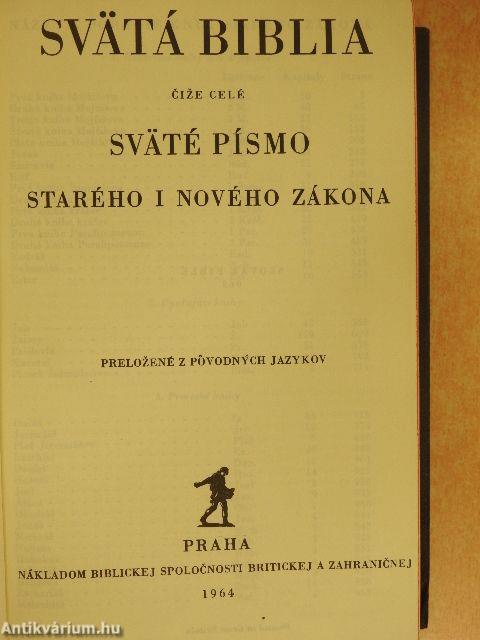 SVÄTÁ BIBLIA
ČIŽE CELÉ
SVÄTÉ PÍSMO
STARÉHO I NOVÉHO ZÁKONA
PRELOŽENÉ Z PÔVODNÝCH JAZYKOV
PRAHA
NÁKLADOM BIBLICKEJ SPOLOČNOSTI BRITICKEJ A ZAHRANIČNEJ
1964
Antikvárium.hu